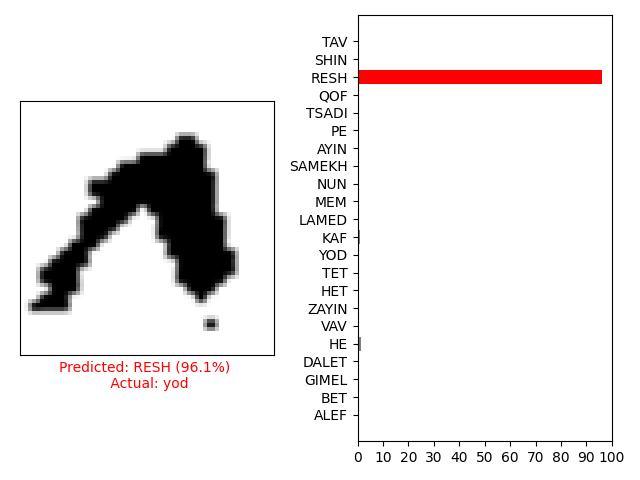 TAV
SHIN
RESH
QOF
TSADI
PE
AYIN
SAMEKH
NUN
MEM
LAMED
KAF
YOD
TET
HET
ZAYIN
VAV
HE
DALET
GIMEL
BET
ALEF
0 10 20 30 40 50 60 70 80 90 100
Predicted: RESH (96.1%)
Actual: yod